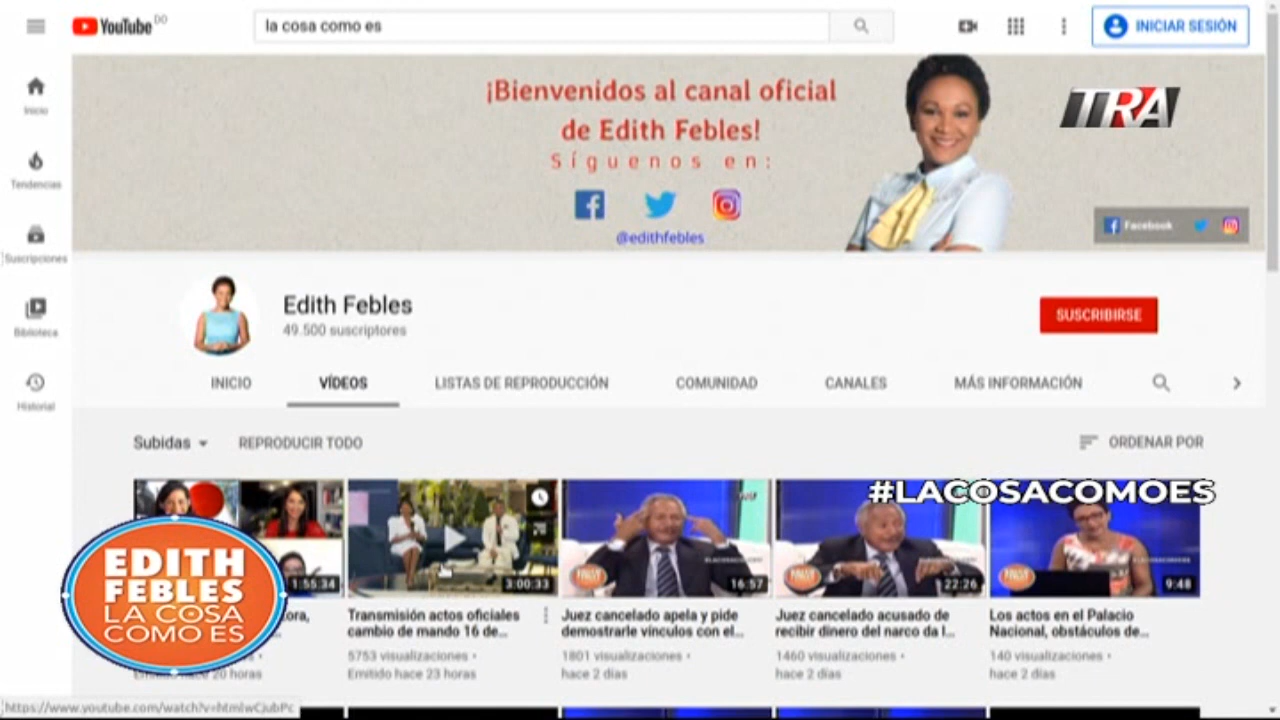 YouTube DO
la cosa como es
INICIAR SESIÓN
Inicio
Tendencias
Suscripciones
Biblioteca
Historial
¡Bienvenidos al canal oficial
de Edith Febles!
Síguenos en:
@edithfebles
TRA
Facebook
Edith Febles
49.500 suscriptores
SUSCRIBIRSE
INICIO
VÍDEOS
LISTAS DE REPRODUCCIÓN
COMUNIDAD
CANALES
MÁS INFORMACIÓN
Subidas
REPRODUCIR TODO
ORDENAR POR
#LACOSACOMOES
1:55:34
3:00:33
16:57
22:26
9:48
EDITH
FEBLES
LA COSA
COMO ES
Emitido hace 20 horas
Transmisión actos oficiales
cambio de mando 16 de...
5753 visualizaciones •
Emitido hace 23 horas
Juez cancelado apela y pide
demostrarle vínculos con el...
1801 visualizaciones •
hace 2 días
Juez cancelado acusado de
recibir dinero del narco da l...
1460 visualizaciones •
hace 2 días
Los actos en el Palacio
Nacional, obstáculos de...
140 visualizaciones •
hace 2 días